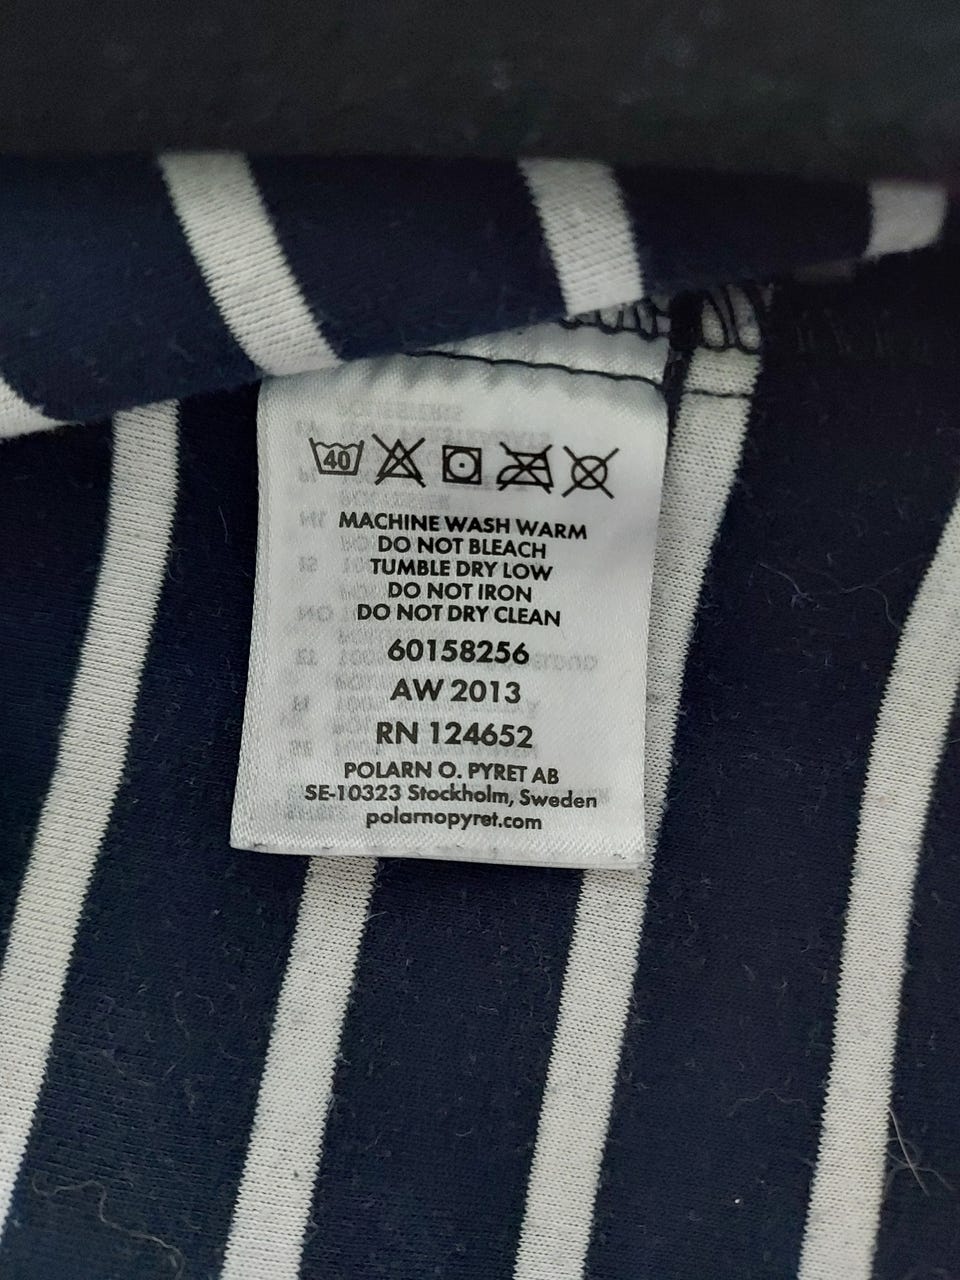 40
MACHINE WASH WARM
DO NOT BLEACH
TUMBLE DRY LOW
DO NOT IRON
DO NOT DRY CLEAN
60158256
AW 2013
RN 124652
POLARN O. PYRET AB
SE-10323 Stockholm, Sweden
polarnopyret.com